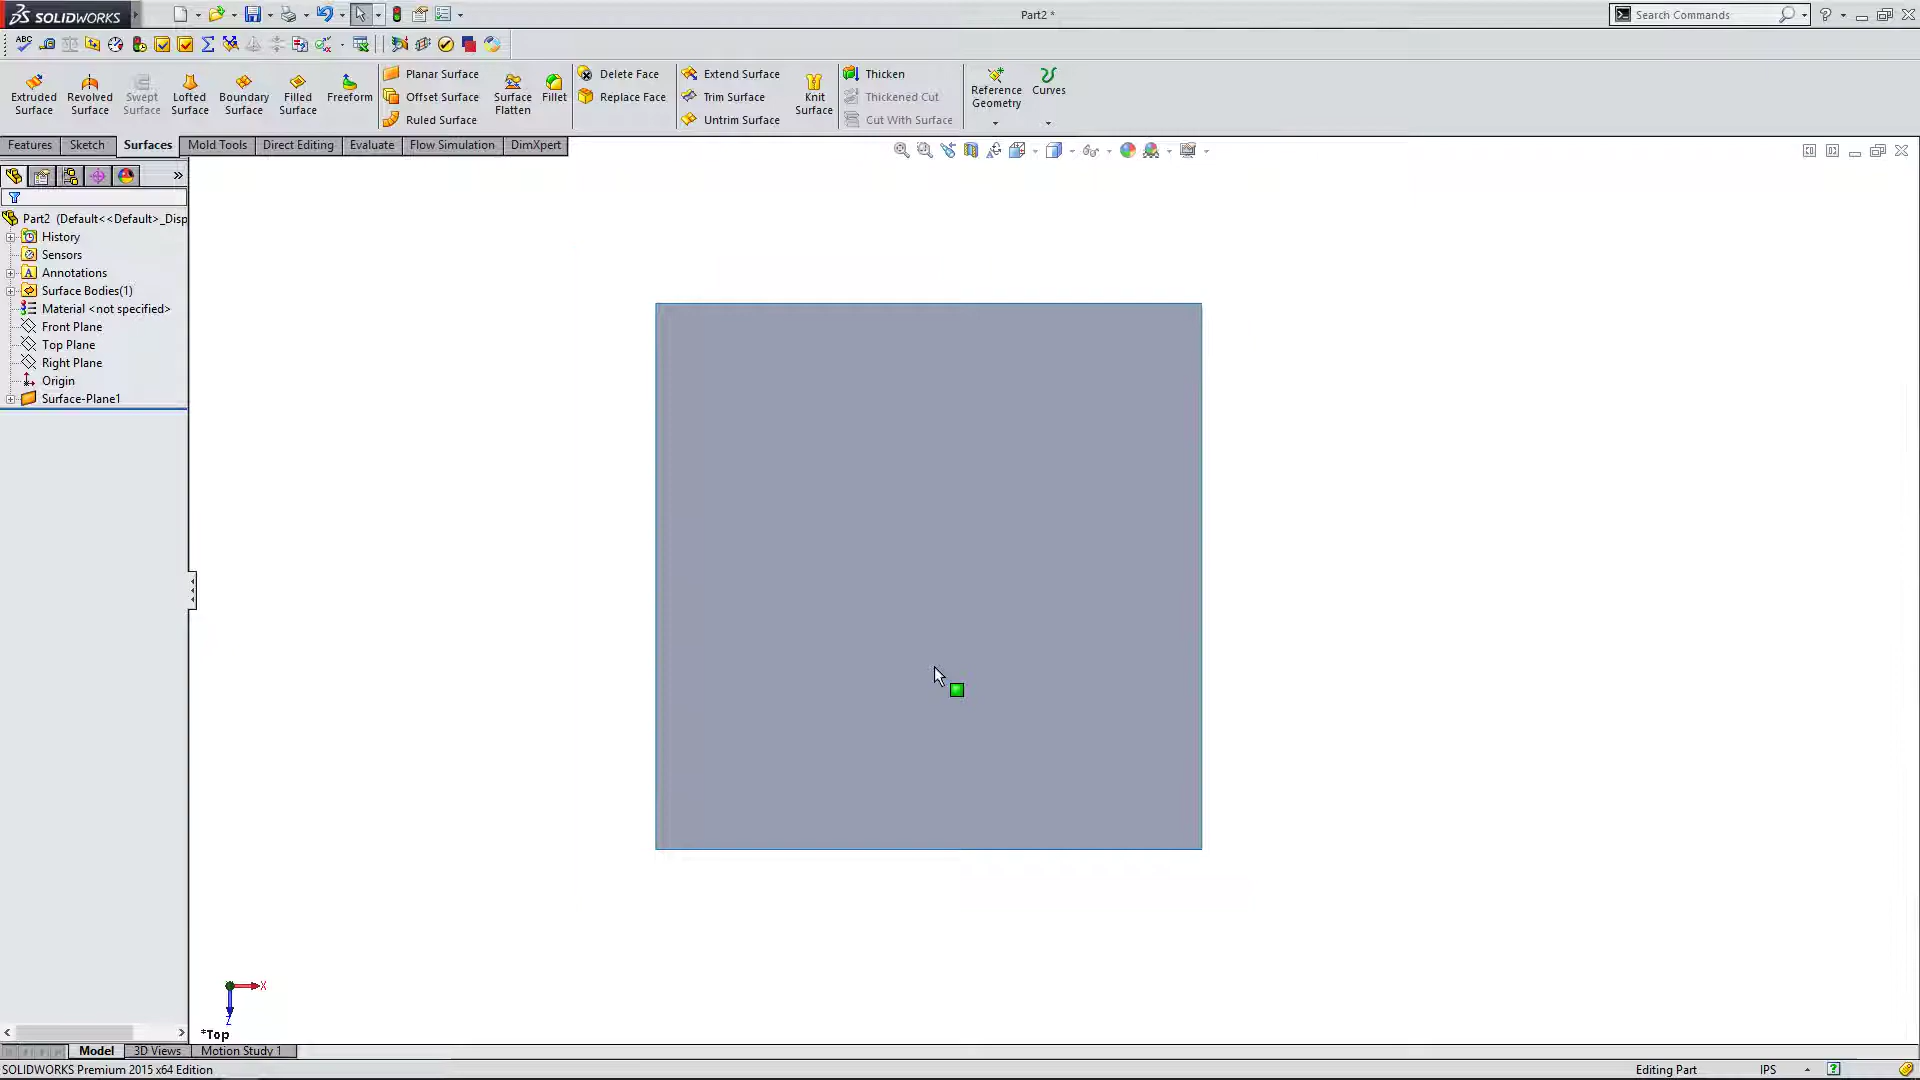 SOLIDWORKS
Part2 *
Search Commands
ABC
Extruded Surface
Revolved Surface
Swept Surface
Lofted Surface
Boundary Surface
Filled Surface
Freeform
Planar Surface
Offset Surface
Ruled Surface
Surface Flatten
Fillet
Delete Face
Replace Face
Extend Surface
Trim Surface
Untrim Surface
Knit Surface
Thicken
Thickened Cut
Cut With Surface
Reference Geometry
Curves
Features
Sketch
Surfaces
Mold Tools
Direct Editing
Evaluate
Flow Simulation
DimXpert
Part2 (Default<<Default>_Disp
History
Sensors
Annotations
Surface Bodies(1)
Material <not specified>
Front Plane
Top Plane
Right Plane
Origin
Surface-Plane1
X
Z
*Top
Model
3D Views
Motion Study 1
SOLIDWORKS Premium 2015 x64 Edition
Editing Part
IPS